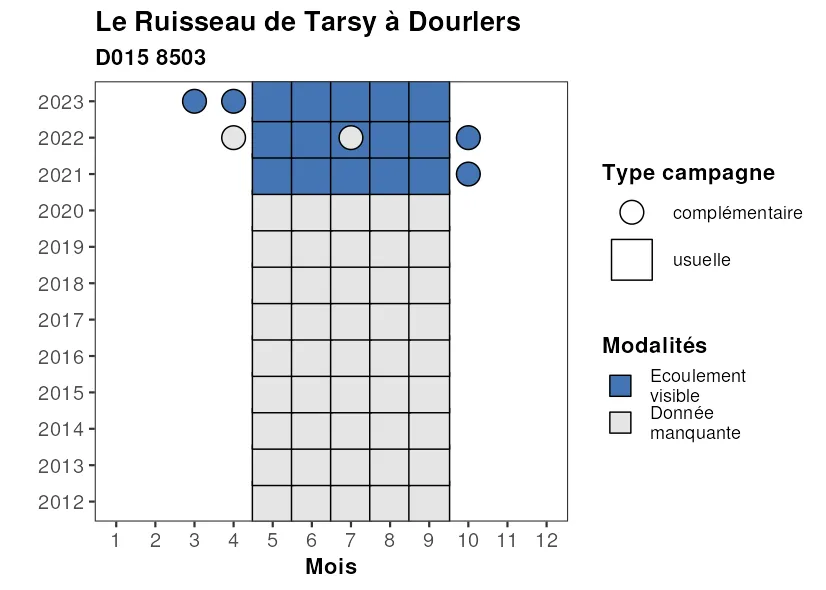 Le Ruisseau de Tarsy à Dourlers
D015 8503
2023
2022
2021
2020
2019
2018
2017
2016
2015
2014
2013
2012
1 2 3 4 5 6 7 8 9 10 11 12
Mois
Type campagne
complémentaire
usuelle
Modalités
Ecoulement
visible
Donnée
manquante